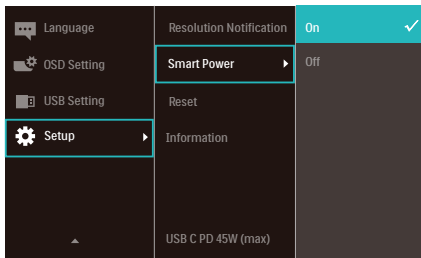 Language
OSD Setting
USB Setting
Setup
Resolution Notification
Smart Power
Reset
Information
USB C PD 45W (max)
On
Off